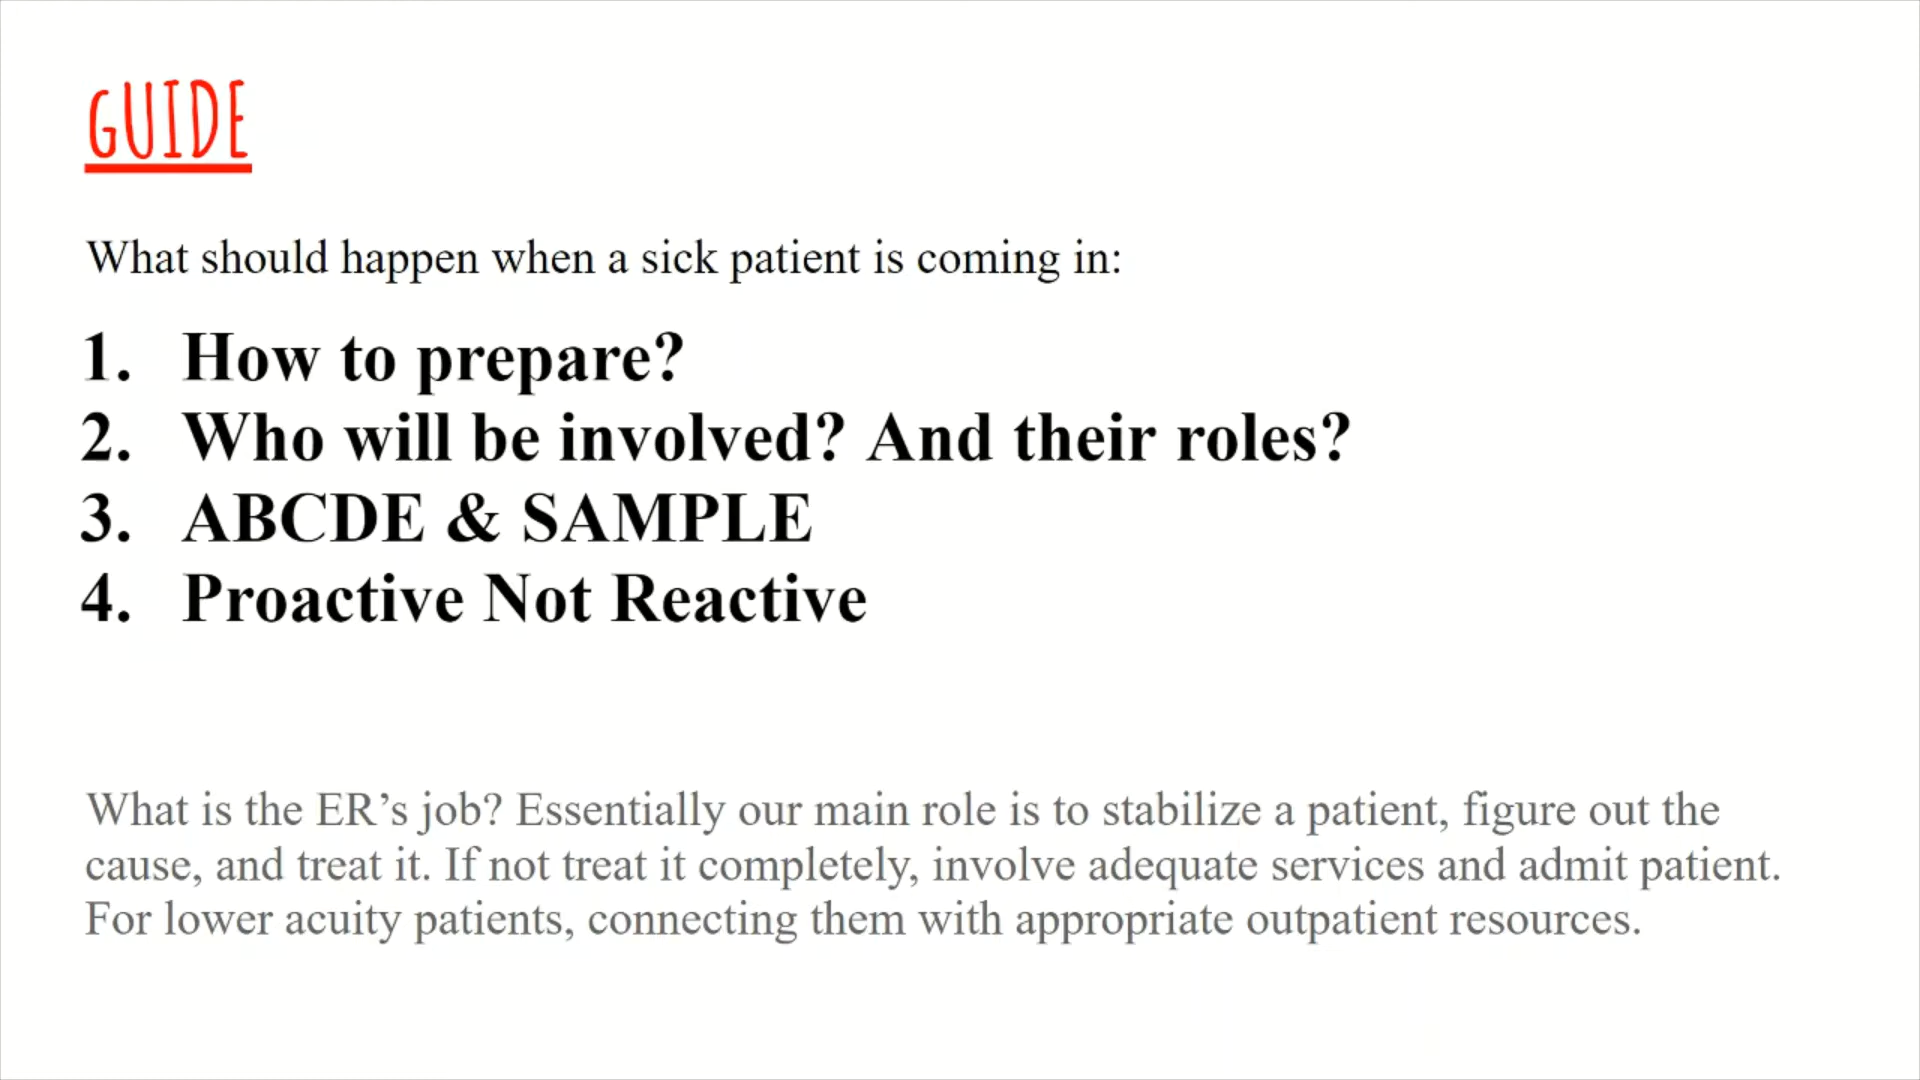 GUIDE
What should happen when a sick patient is coming in:
1. How to prepare?
2. Who will be involved? And their roles?
3. ABCDE & SAMPLE
4. Proactive Not Reactive
What is the ER’s job? Essentially our main role is to stabilize a patient, figure out the
cause, and treat it. If not treat it completely, involve adequate services and admit patient.
For lower acuity patients, connecting them with appropriate outpatient resources.